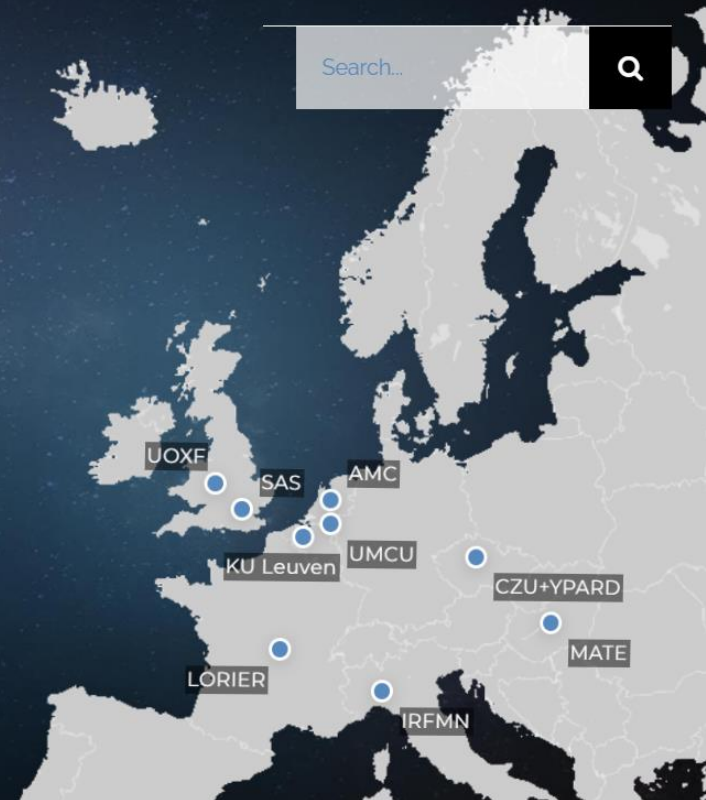 Search...
UOXF
SAS
AMC
KU Leuven
UMCU
CZU+YPARD
MATE
LORIER
IRFMN